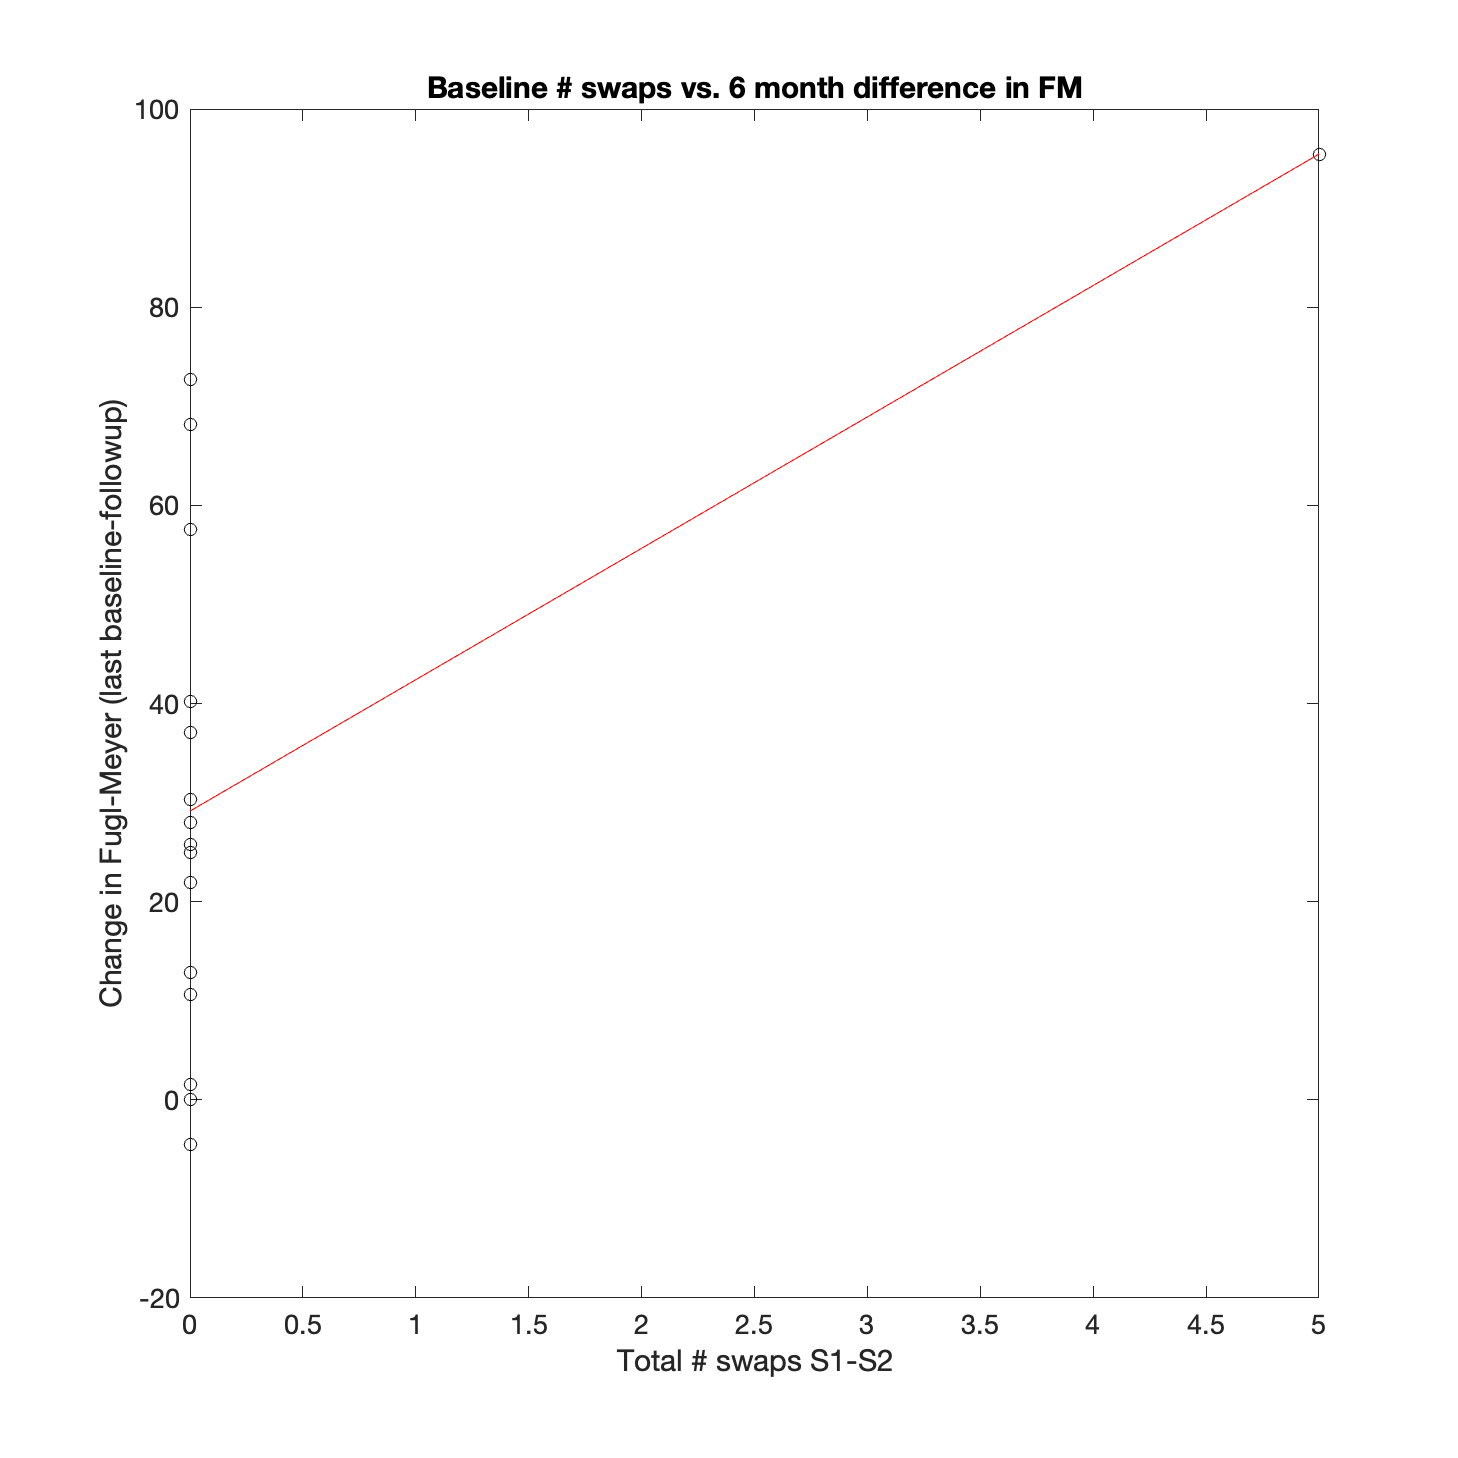 Baseline # swaps vs. 6 month difference in FM
100
80
60
40
20
0
-20
Change in Fugl-Meyer (last baseline-followup)
0 0.5 1 1.5 2 2.5 3 3.5 4 4.5 5
Total # swaps S1-S2